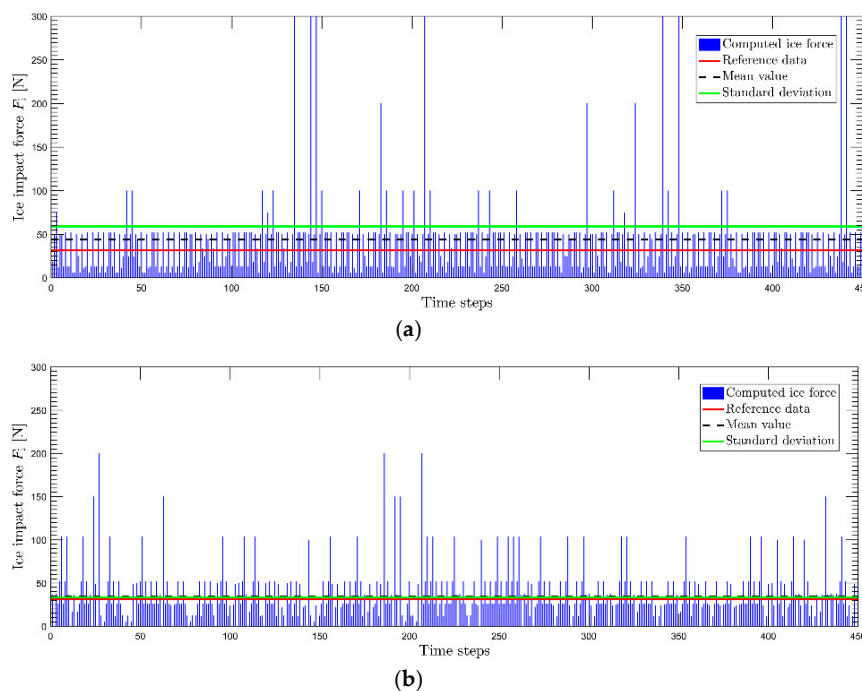 300
250
200
150
100
50
0
Ice impact force F_i [N]
Computed ice force
Reference data
Mean value
Standard deviation
0 50 100 150 200 250 300 350 400 450
Time steps
(a)
300
250
200
150
100
50
0
Ice impact force F_i [N]
Computed ice force
Reference data
Mean value
Standard deviation
0 50 100 150 200 250 300 350 400 450
Time steps
(b)